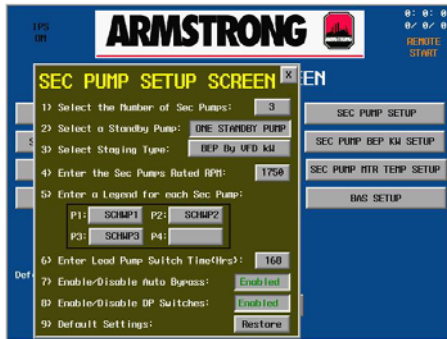 IPS
ON
ARMSTRONG
0: 0: 0
0/ 0/ 0
REMOTE
START
SEC PUMP SETUP SCREEN
X
EEN
1) Select the Number of Sec Pumps: 3
2) Select a Standby Pump: ONE STANDBY PUMP
3) Select Staging Type: BEP By VFD kW
4) Enter the Sec Pumps Rated RPM: 1750
5) Enter a Legend for each Sec Pump:
P1: SCHWP1 P2: SCHWP2
P3: SCHWP3 P4:
6) Enter Lead Pump Switch Time(Hrs): 160
7) Enable/Disable Auto Bypass: Enabled
8) Enable/Disable DP Switches: Enabled
9) Default Settings: Restore
SEC PUMP SETUP
SEC PUMP BEP KW SETUP
SEC PUMP MTR TEMP SETUP
BAS SETUP
S
Def